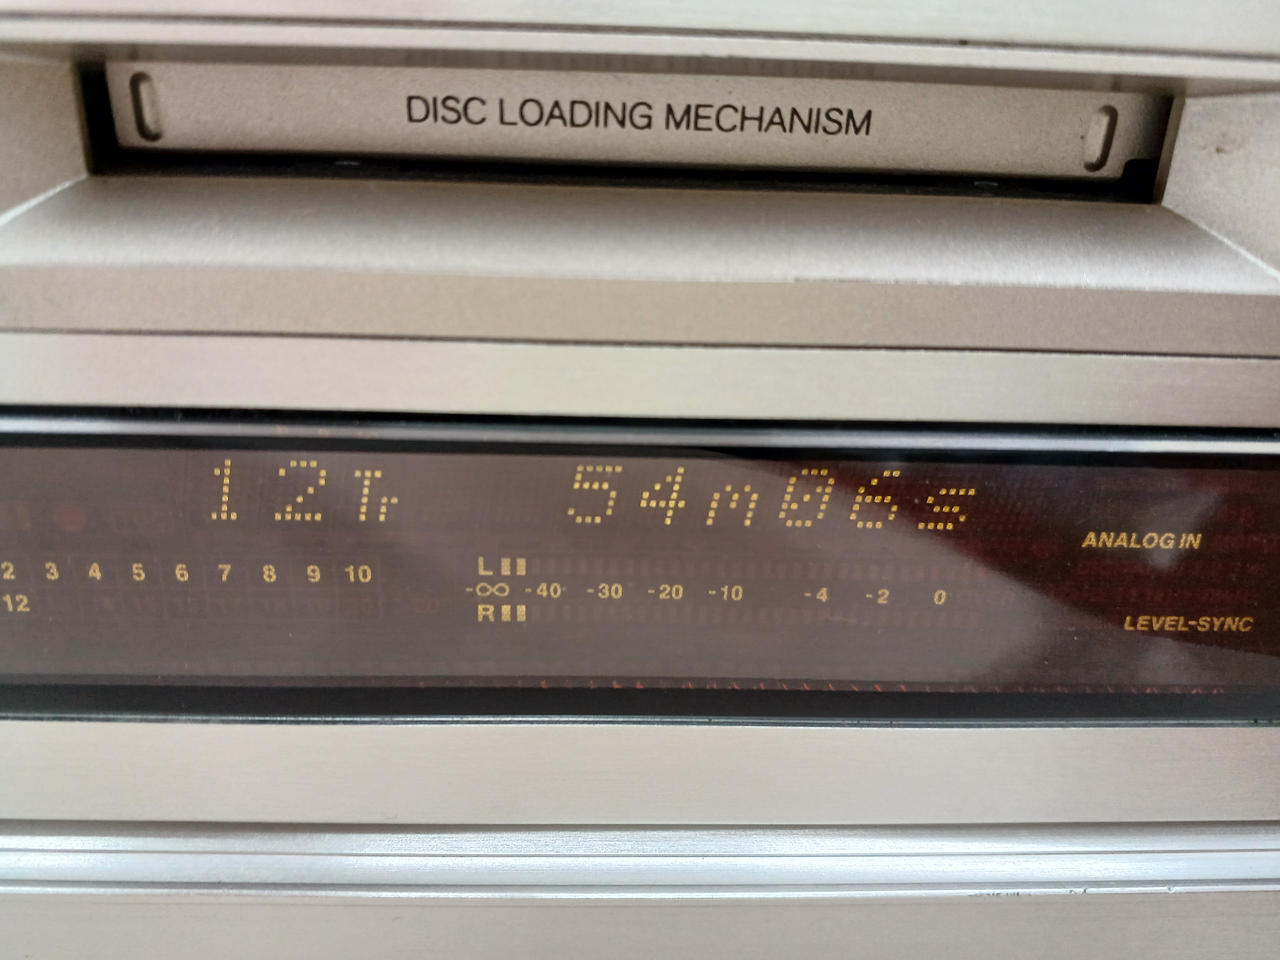 DISC LOADING MECHANISM
12Tr 54m06s
ANALOG IN
2 3 4 5 6 7 8 9 10
12
L
-∞ -40 -30 -20 -10 -4 -2 0
R
LEVEL-SYNC